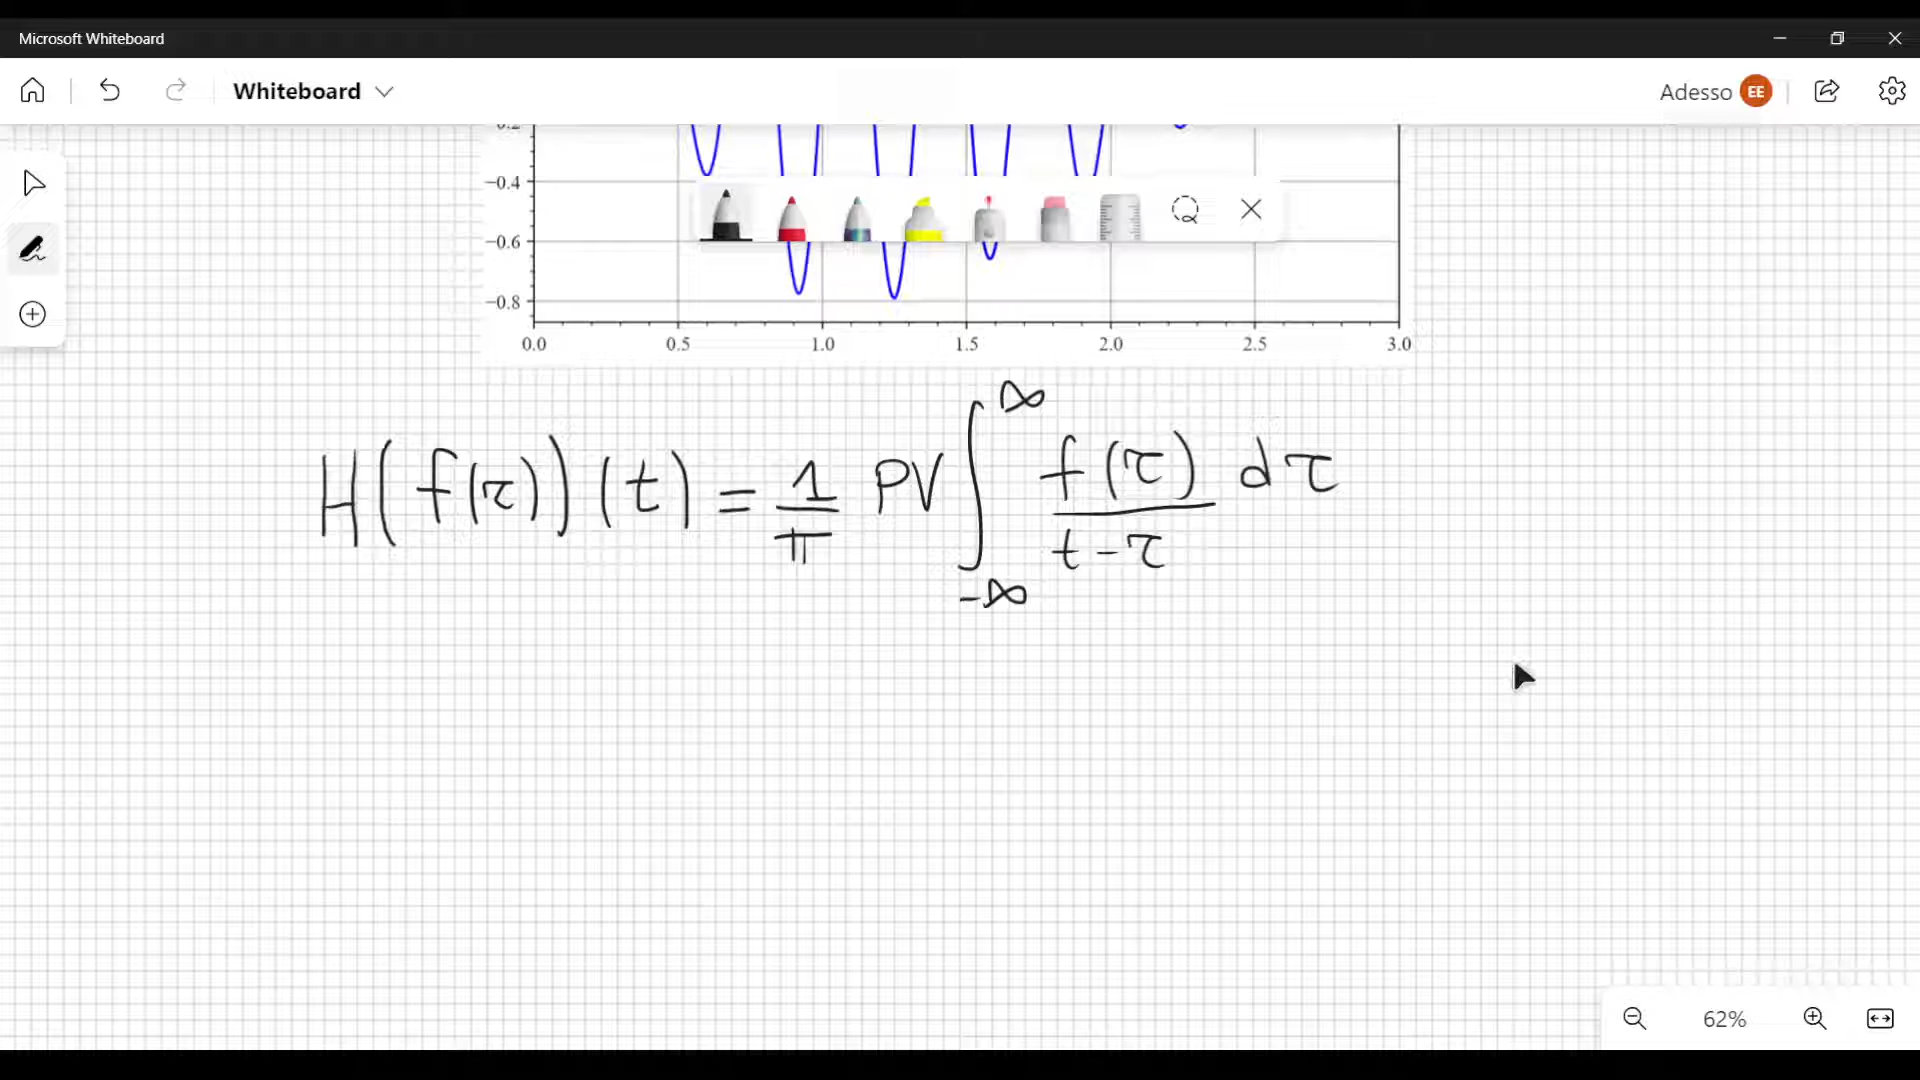 Microsoft Whiteboard
Whiteboard
Adesso EE
−0.4
−0.6
−0.8
0.0 0.5 1.0 1.5 2.0 2.5 3.0
H(f(τ))(t) = 1/π PV ∫_{-∞}^{∞} f(τ)/(t-τ) dτ
62%